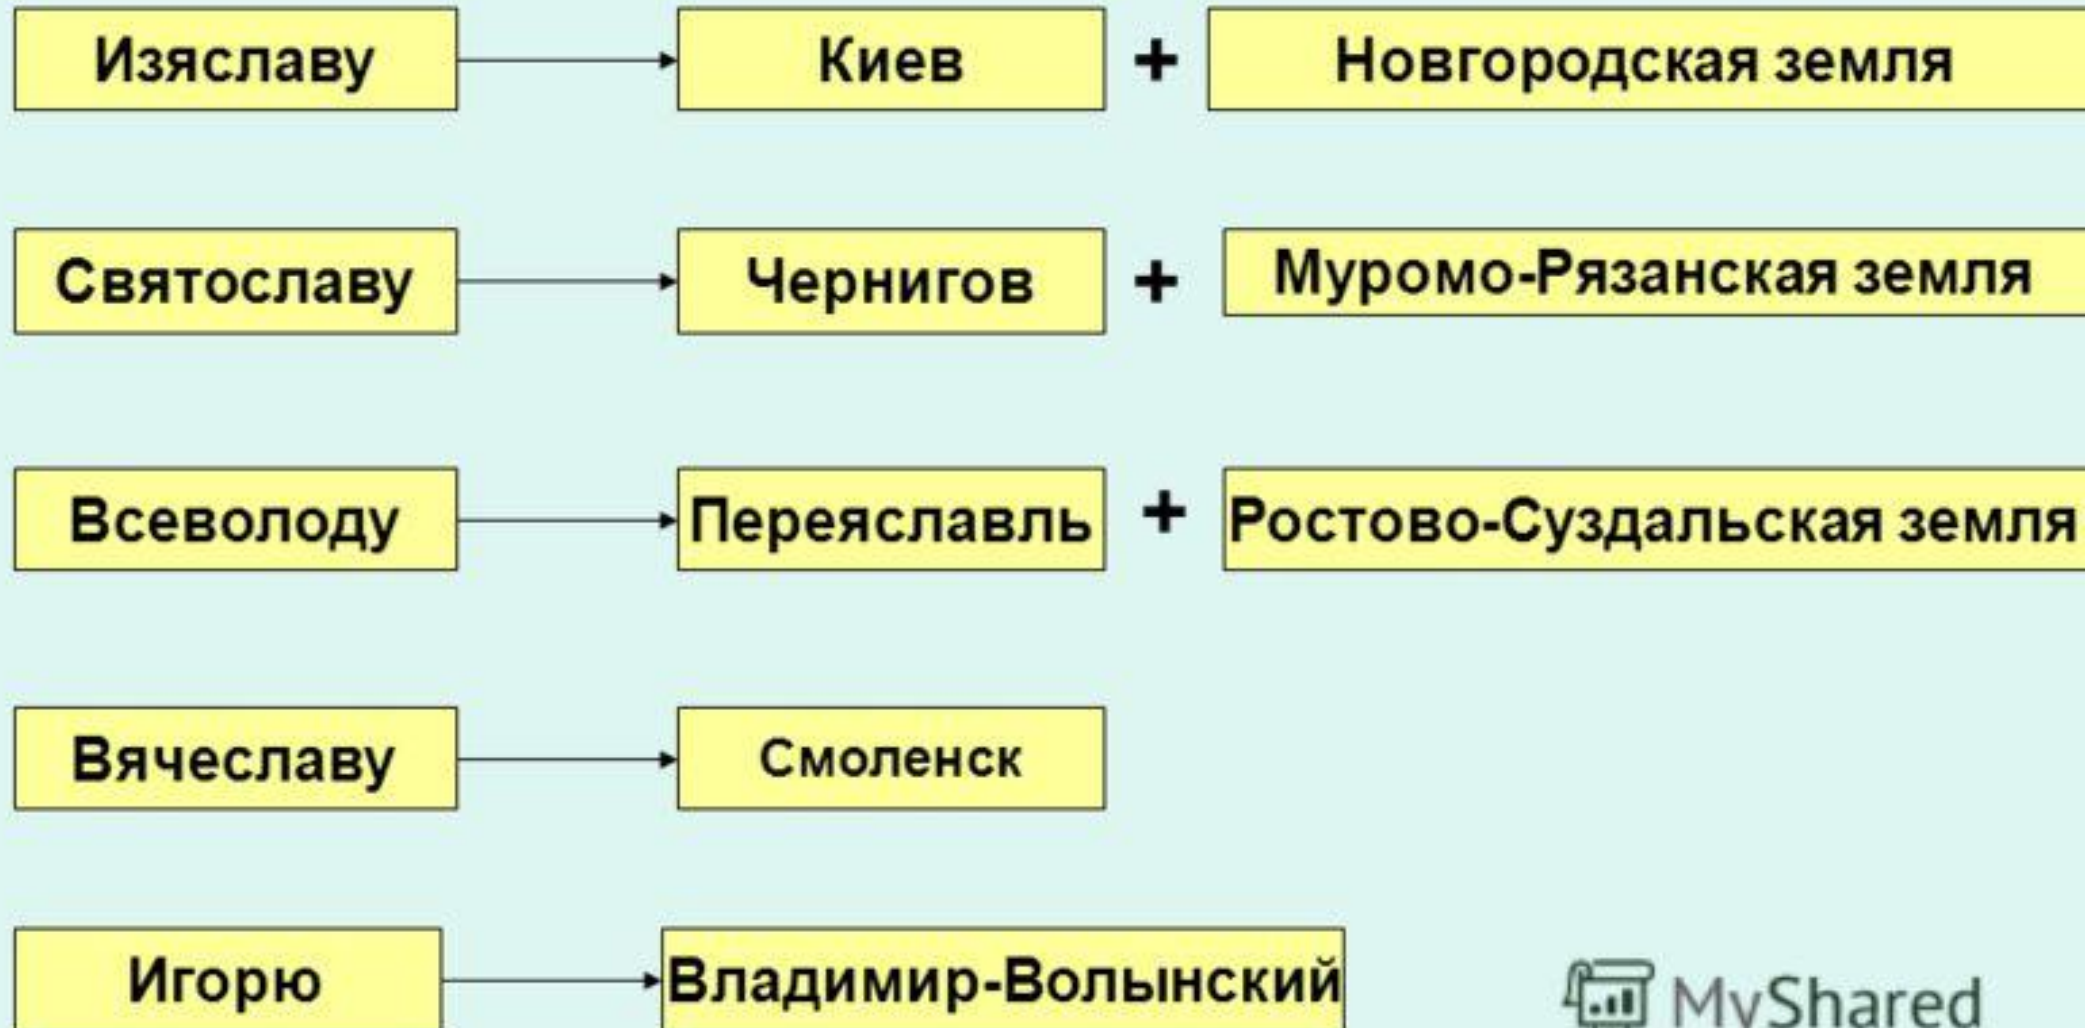 Изяславу Киев + Новгородская земля
Святославу Чернигов + Муромо-Рязанская земля
Всеволоду Переяславль + Ростово-Суздальская земля
Вячеславу Смоленск
Игорю Владимир-Волынский
MyShared